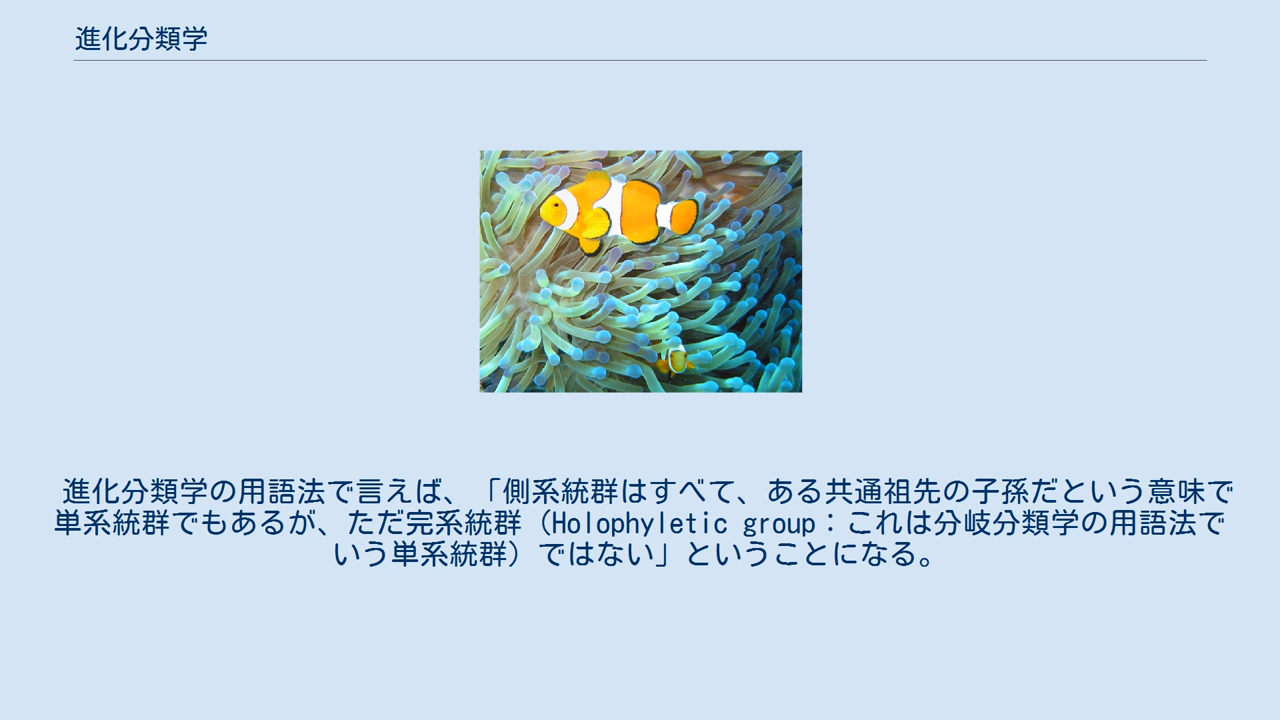 進化分類学
進化分類学の用語法で言えば、「側系統群はすべて、ある共通祖先の子孫だという意味で
単系統群でもあるが、ただ完系統群（Holophyletic group：これは分岐分類学の用語法で
いう単系統群）ではない」ということになる。